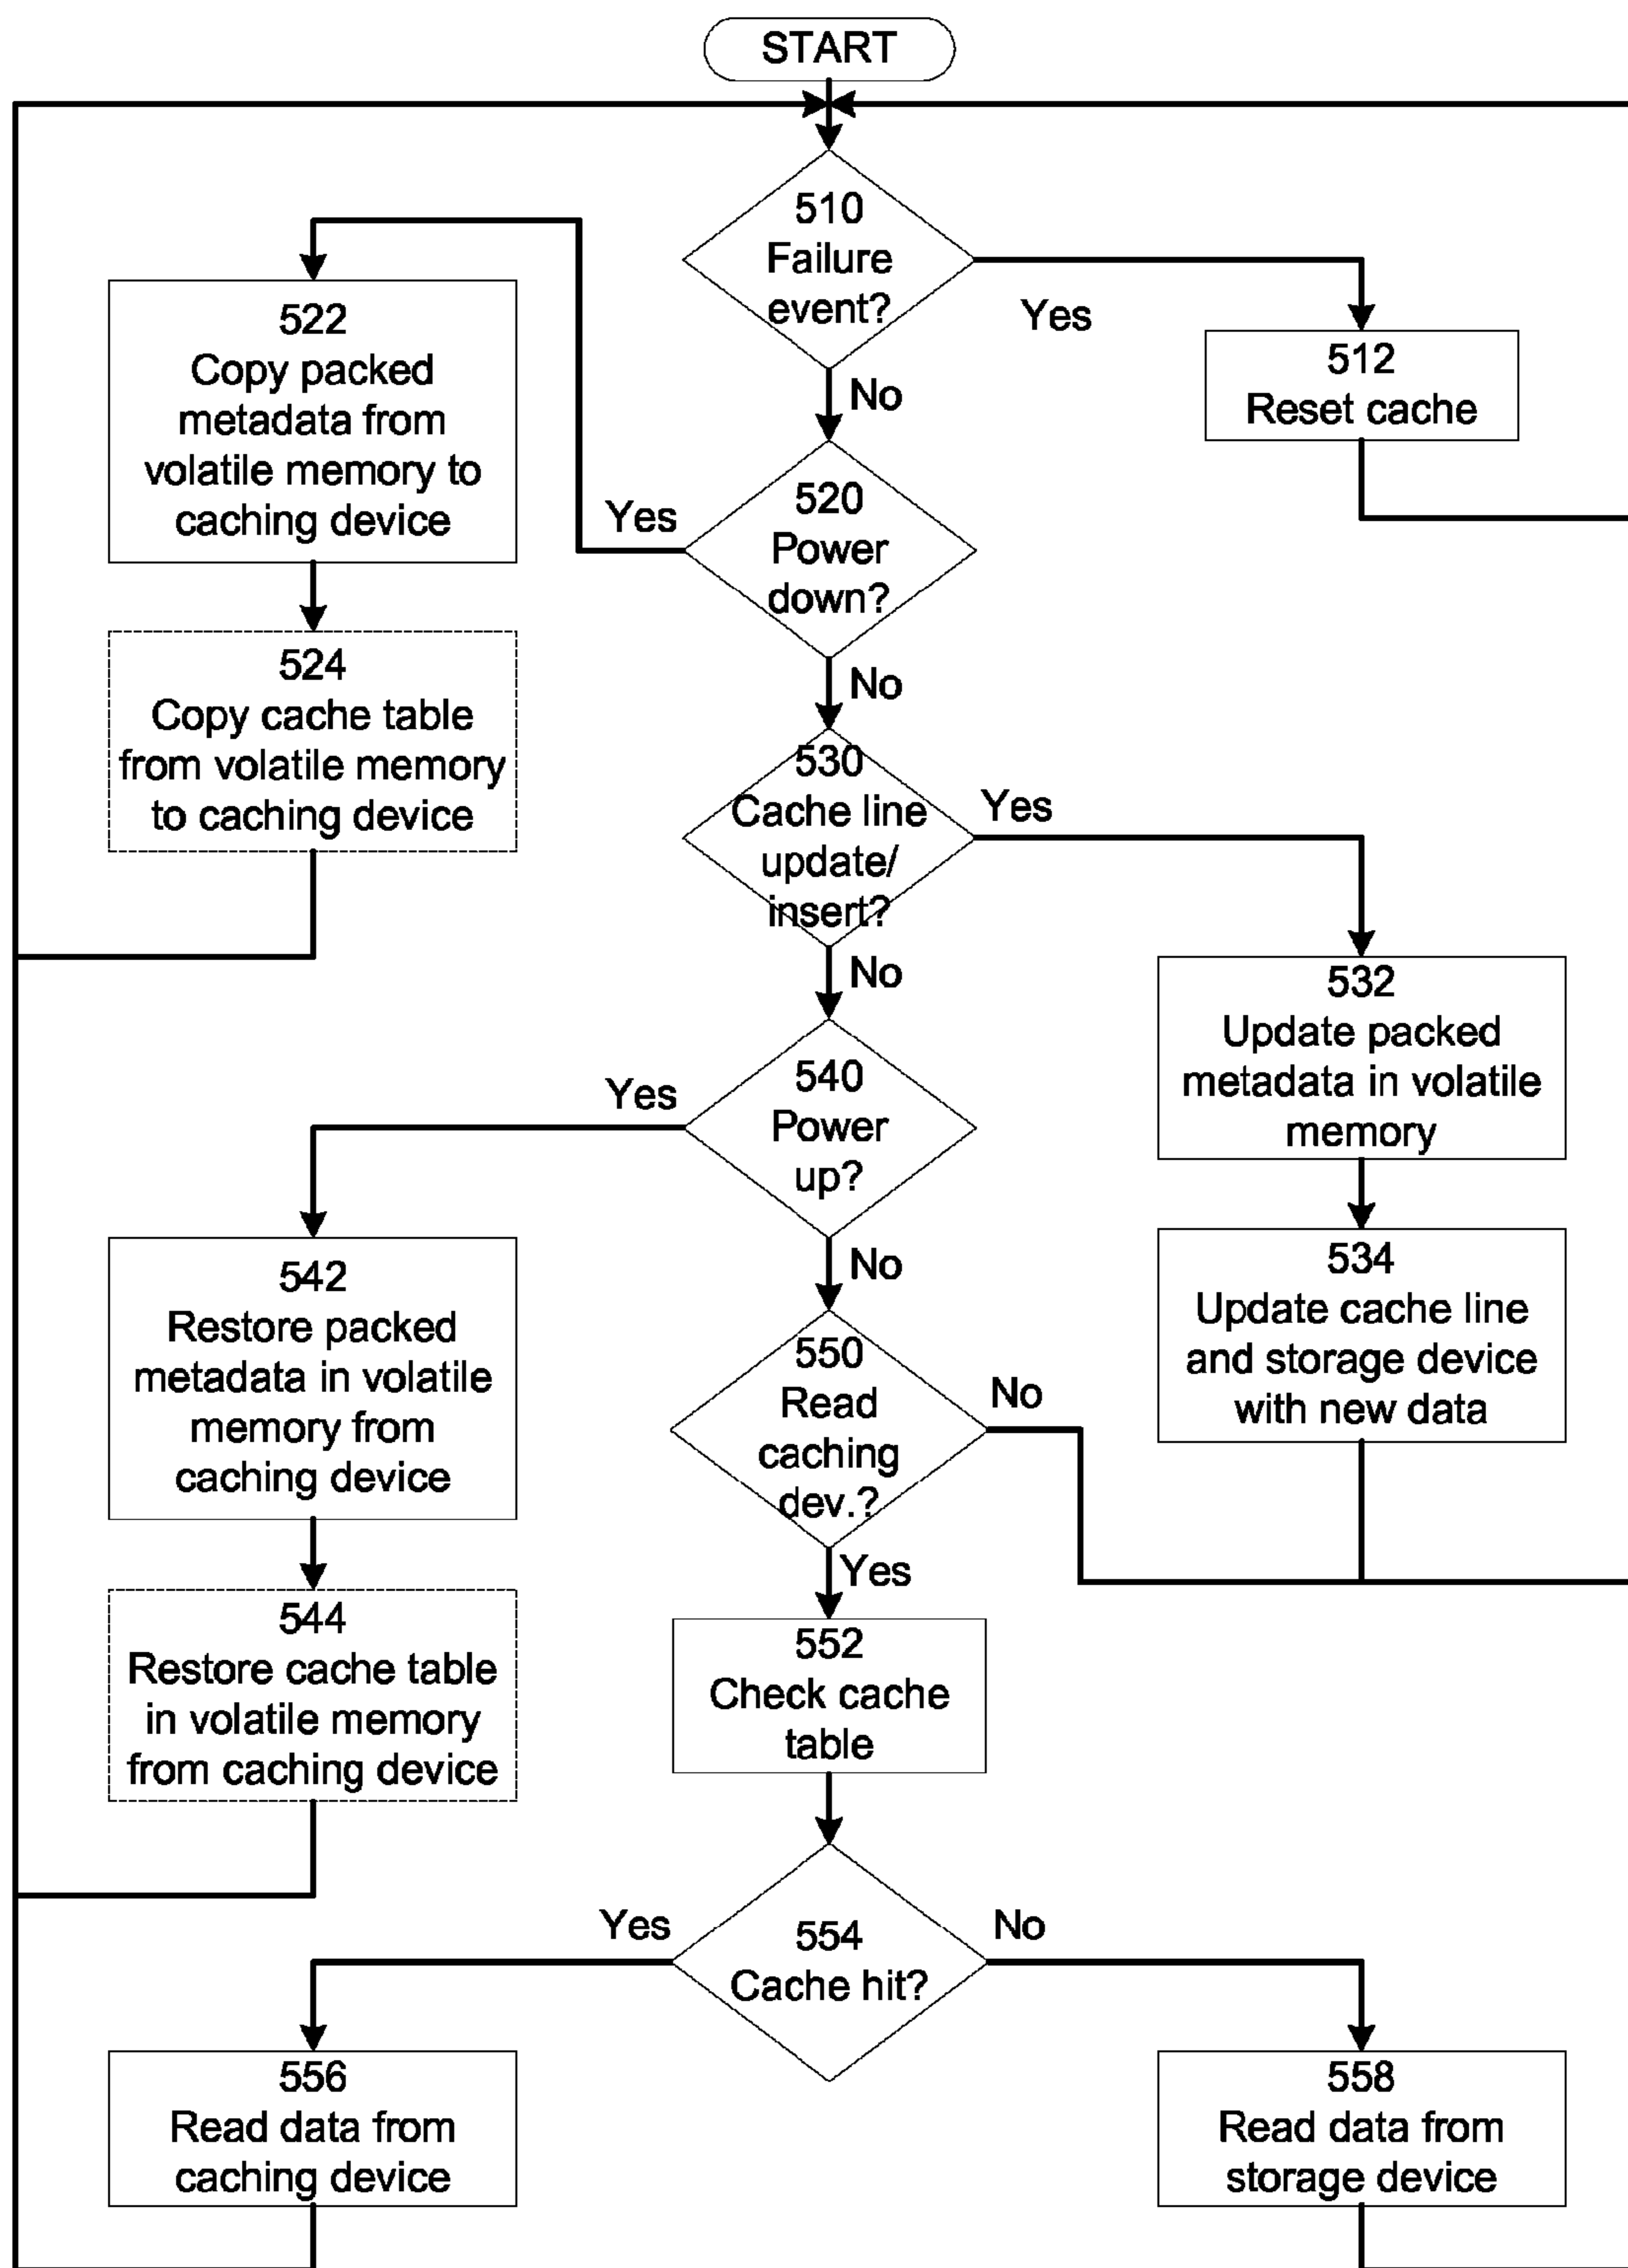 START
510
Failure
event?
Yes
No
512
Reset cache
522
Copy packed
metadata from
volatile memory to
caching device
520
Power
down?
Yes
No
524
Copy cache table
from volatile memory
to caching device
530
Cache line
update/
insert?
Yes
No
532
Update packed
metadata in volatile
memory
534
Update cache line
and storage device
with new data
540
Power
up?
Yes
No
542
Restore packed
metadata in volatile
memory from
caching device
544
Restore cache table
in volatile memory
from caching device
550
Read
caching
dev.?
No
Yes
552
Check cache
table
554
Cache hit?
Yes
No
556
Read data from
caching device
558
Read data from
storage device